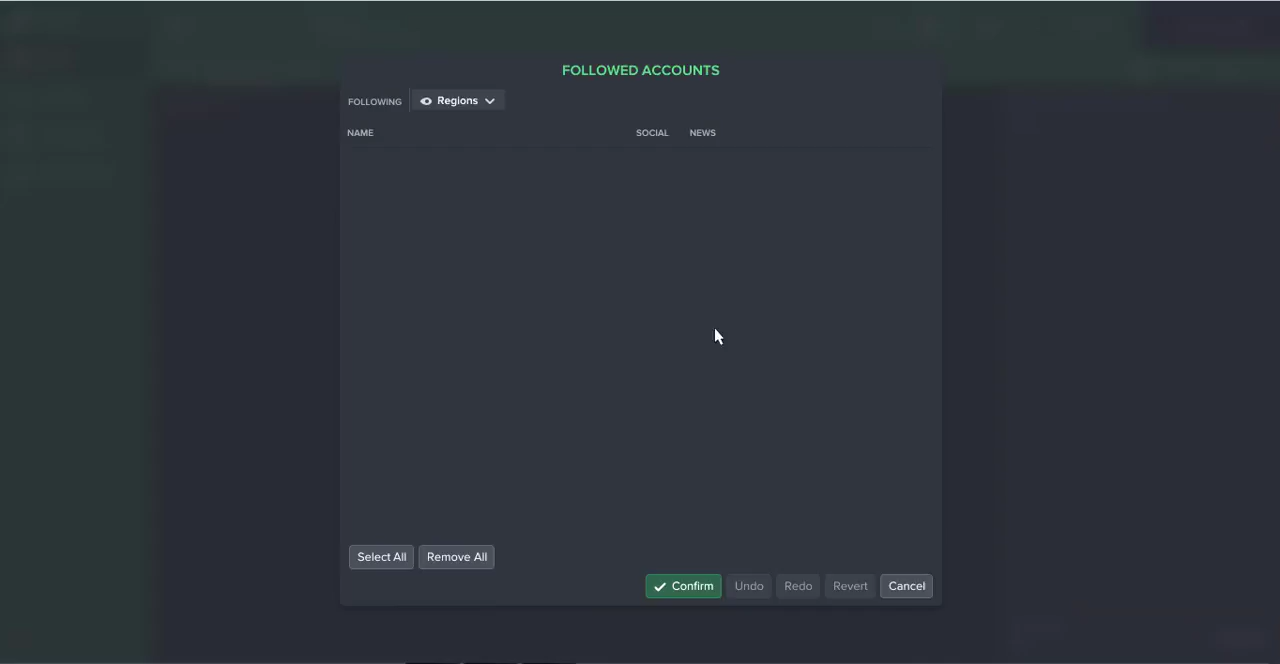 FOLLOWED ACCOUNTS
FOLLOWING Regions
NAME SOCIAL NEWS
Select All Remove All
Confirm Undo Redo Revert Cancel